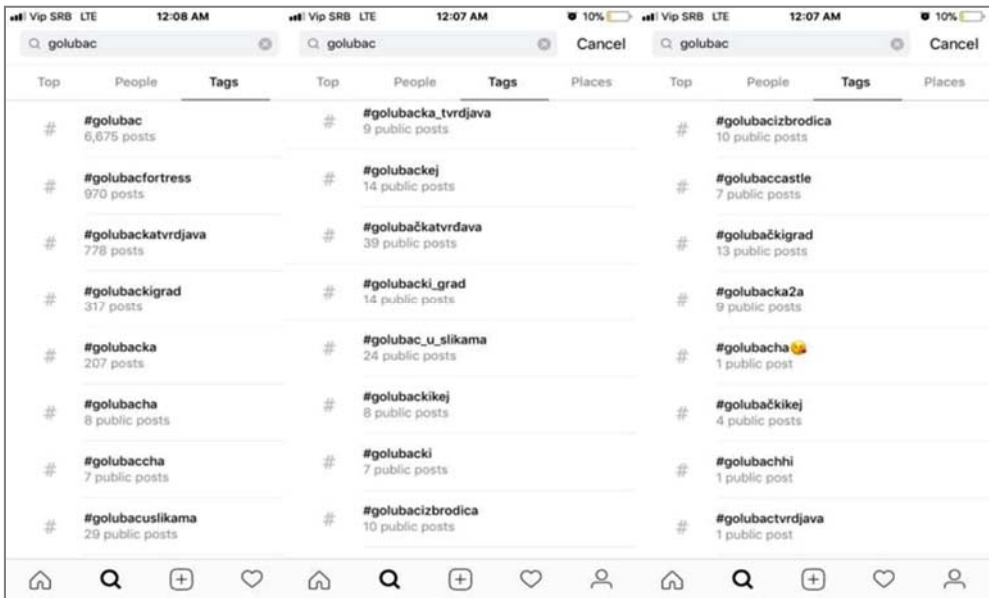 Vip SRB LTE 12:08 AM
golubac
Top People Tags
#
#golubac
6,675 posts
#
#golubacfortress
970 posts
#
#golubackatvrdjava
778 posts
#
#golubackigrad
317 posts
#
#golubacka
207 posts
#
#golubacha
8 public posts
#
#golubaccha
7 public posts
#
#golubacuslikama
29 public posts
Vip SRB LTE 12:07 AM 10%
golubac Cancel
Top People Tags Places
#
#golubacka_tvrdjava
9 public posts
#
#golubackej
14 public posts
#
#golubačkatvrđava
39 public posts
#
#golubacki_grad
14 public posts
#
#golubac_u_slikama
24 public posts
#
#golubackikej
8 public posts
#
#golubacki
7 public posts
#
#golubacizbrodica
10 public posts
Vip SRB LTE 12:07 AM 10%
golubac Cancel
Top People Tags Places
#
#golubacizbrodica
10 public posts
#
#golubaccastle
7 public posts
#
#golubačkigrad
13 public posts
#
#golubacka2a
9 public posts
#
#golubacha😘
1 public post
#
#golubačkikej
4 public posts
#
#golubachhi
1 public post
#
#golubactvrdjava
1 public post